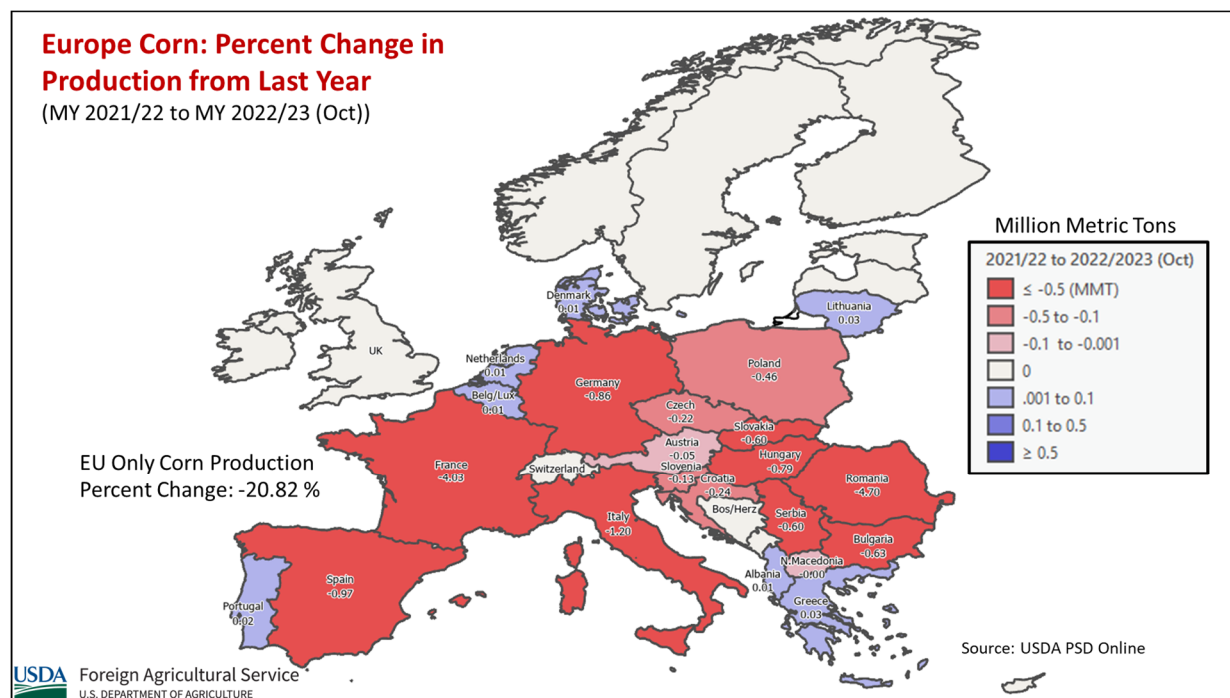 Europe Corn: Percent Change in
Production from Last Year
(MY 2021/22 to MY 2022/23 (Oct))
Million Metric Tons
2021/22 to 2022/2023 (Oct)
≤ -0.5 (MMT)
-0.5 to -0.1
-0.1 to -0.001
0
.001 to 0.1
0.1 to 0.5
≥ 0.5
Denmark
0.01
Lithuania
0.03
UK
Netherlands
0.01
Belg/Lux
0.01
Germany
-0.86
Poland
-0.46
Czech
-0.22
Slovakia
-0.60
Austria
-0.05
Hungary
-0.79
Slovenia
-0.13
Croatia
-0.24
France
-4.03
Switzerland
Romania
-4.70
Bos/Herz
Serbia
-0.60
Italy
-1.20
Bulgaria
-0.63
N.Macedonia
-0.00
Albania
0.01
Greece
0.03
Spain
-0.97
Portugal
0.02
EU Only Corn Production
Percent Change: -20.82 %
Source: USDA PSD Online
USDA
Foreign Agricultural Service
U.S. DEPARTMENT OF AGRICULTURE